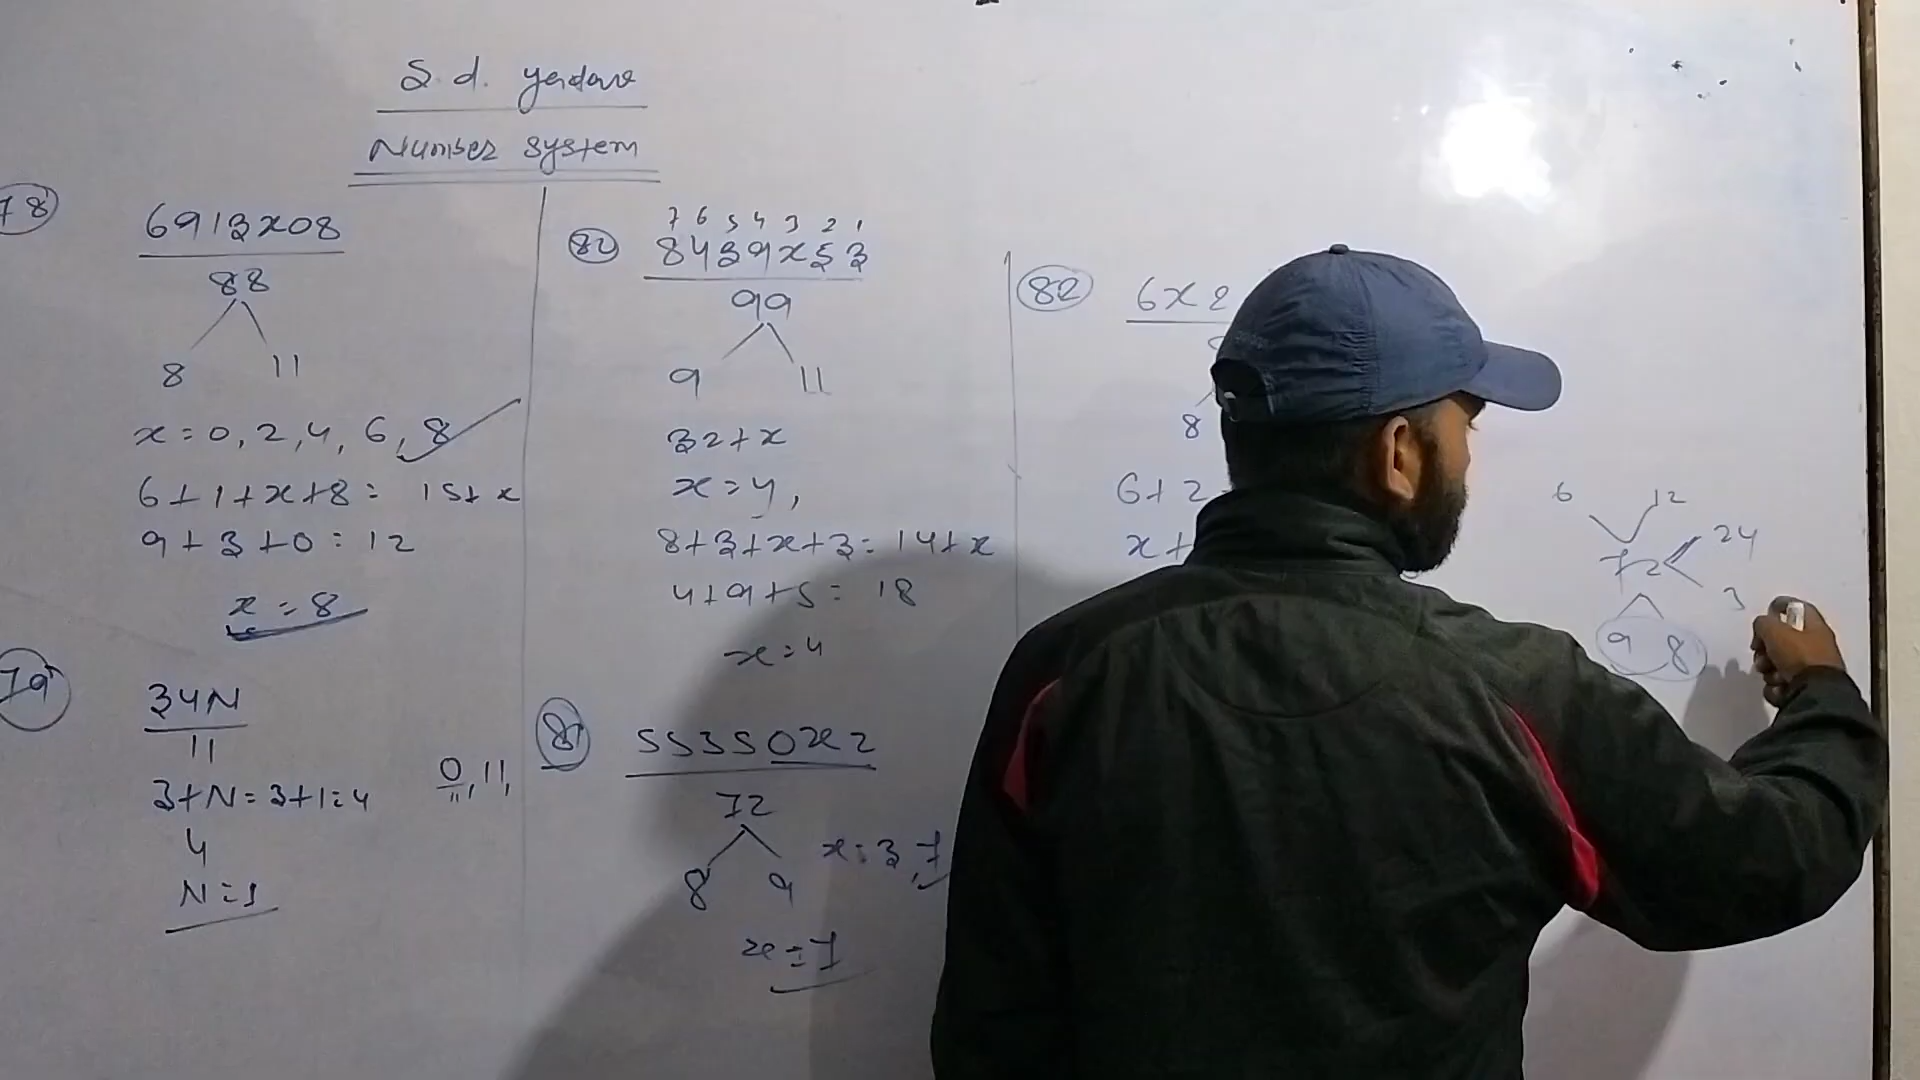 S. d. yadav
Number system
78
6913x08
88
8 11
x = 0, 2, 4, 6, 8
6+1+x+8 = 15+x
9+3+0 = 12
x = 8
79
34N
11
3+N = 3+1 = 4
0, 11,
4
N = 1
82
7 6 5 4 3 2 1
8439x53
99
9 11
32+x
x = 4,
8+3+x+3 = 14+x
4+9+5 = 18
x = 4
81
55350x2
72
8 9
x = 3, 7
x = 7
82
6x2
8
6+2
x+
6 12
72
24
3
9 8